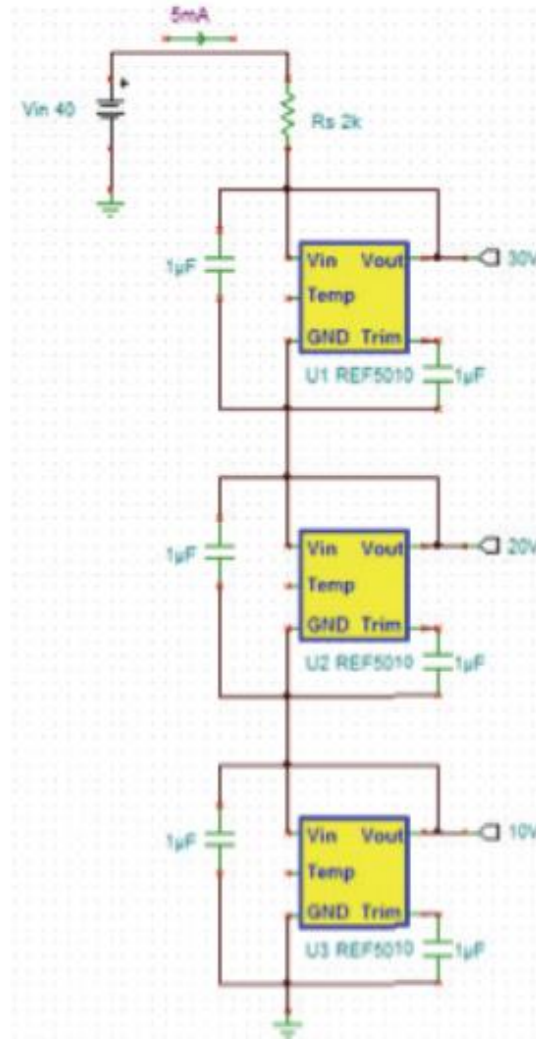 5mA
Vin 40
Rs 2k
1µF
Vin Vout
30V
Temp
GND Trim
U1 REF5010
1µF
1µF
Vin Vout
20V
Temp
GND Trim
U2 REF5010
1µF
1µF
Vin Vout
10V
Temp
GND Trim
U3 REF5010
1µF